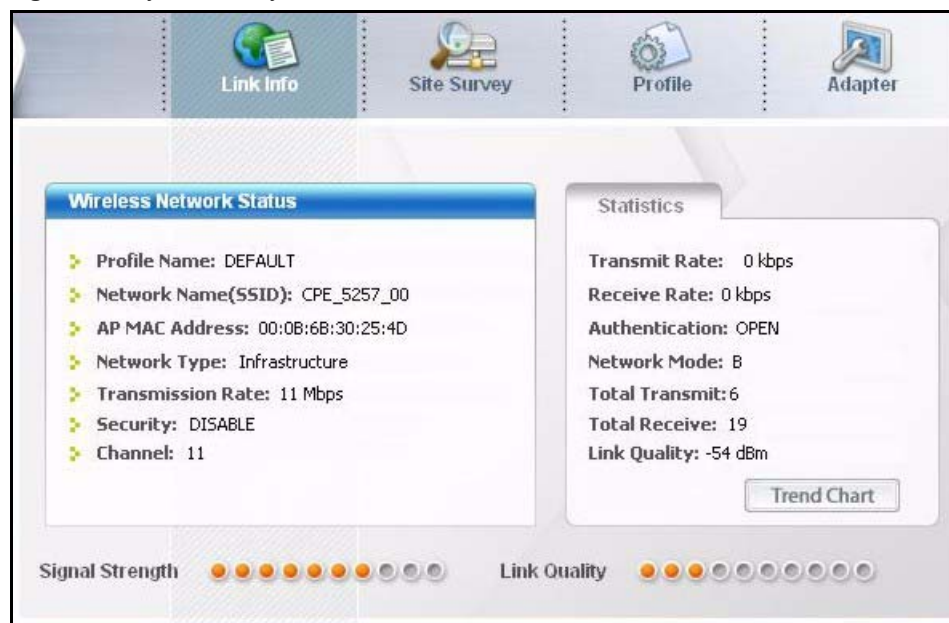 Link Info
Site Survey
Profile
Adapter
Wireless Network Status
Profile Name: DEFAULT
Network Name(SSID): CPE_5257_00
AP MAC Address: 00:0B:6B:30:25:4D
Network Type: Infrastructure
Transmission Rate: 11 Mbps
Security: DISABLE
Channel: 11
Statistics
Transmit Rate: 0 kbps
Receive Rate: 0 kbps
Authentication: OPEN
Network Mode: B
Total Transmit: 6
Total Receive: 19
Link Quality: -54 dBm
Trend Chart
Signal Strength
Link Quality